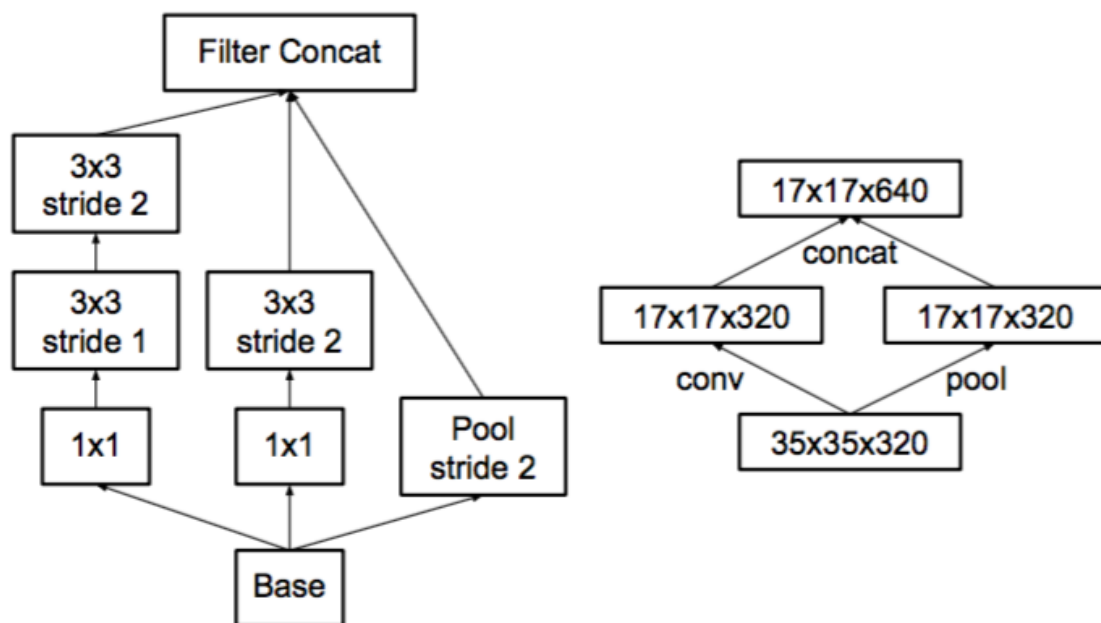 Filter Concat
3x3
stride 2
3x3
stride 1
3x3
stride 2
1x1
1x1
Pool
stride 2
Base
17x17x640
concat
17x17x320
17x17x320
conv
pool
35x35x320